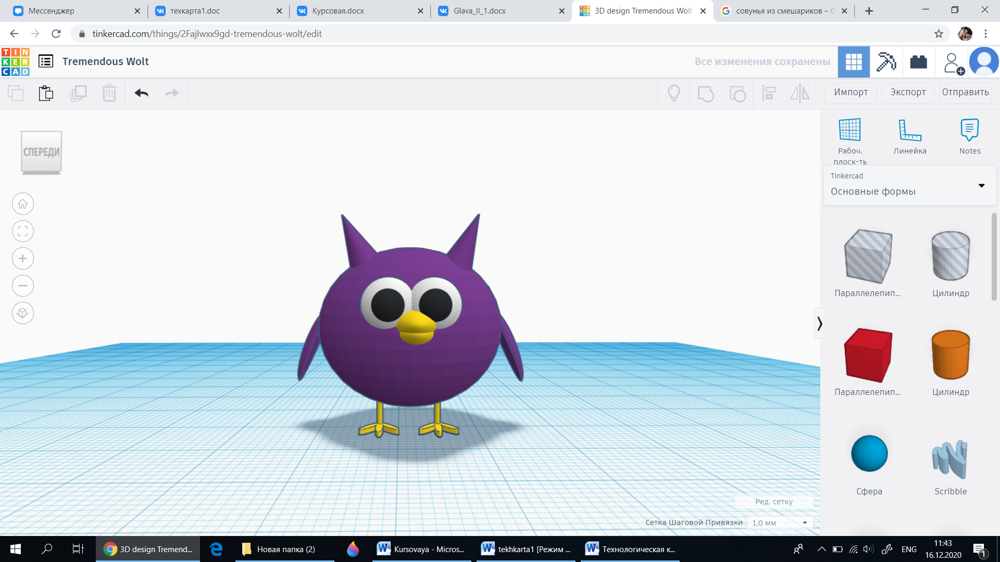 Мессенджер
техкарта1.doc
Курсовая.docx
Glava_II_1.docx
3D design Tremendous Wolt
совунья из смешариков – G
tinkercad.com/things/2Fajlwxx9gd-tremendous-wolt/edit
TIN
KER
CAD
Tremendous Wolt
Все изменения сохранены
Импорт
Экспорт
Отправить
СПЕРЕДИ
Рабоч.
плоск-ть
Линейка
Notes
Tinkercad
Основные формы
Параллелепип...
Цилиндр
Параллелепип...
Цилиндр
Сфера
Scribble
Ред. сетку
Сетка Шаговой Привязки
1,0 мм
3D design Tremend...
Новая папка (2)
Kursovaya - Micros...
tekhkarta1 [Режим ...
Технологическая к...
ENG
11:43
16.12.2020
1